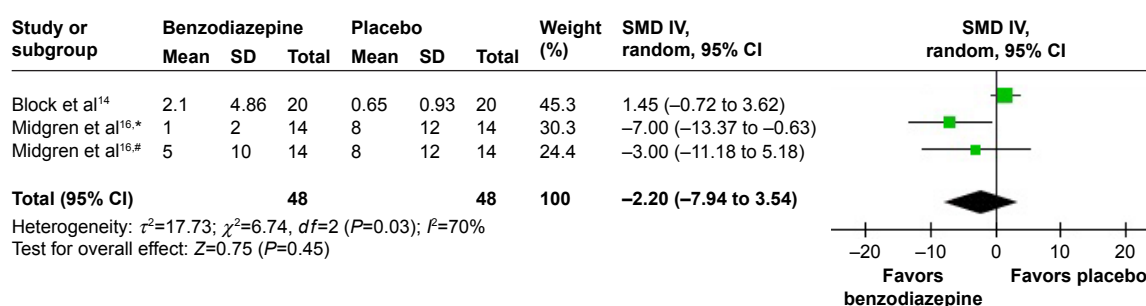 Study or subgroup Benzodiazepine Placebo Weight (%) SMD IV, random, 95% CI SMD IV, random, 95% CI
Mean SD Total Mean SD Total
Block et al14 2.1 4.86 20 0.65 0.93 20 45.3 1.45 (–0.72 to 3.62)
Midgren et al16,* 1 2 14 8 12 14 30.3 –7.00 (–13.37 to –0.63)
Midgren et al16,# 5 10 14 8 12 14 24.4 –3.00 (–11.18 to 5.18)
Total (95% CI) 48 48 100 –2.20 (–7.94 to 3.54)
Heterogeneity: τ²=17.73; χ²=6.74, df=2 (P=0.03); I²=70%
Test for overall effect: Z=0.75 (P=0.45)
–20 –10 0 10 20
Favors benzodiazepine Favors placebo